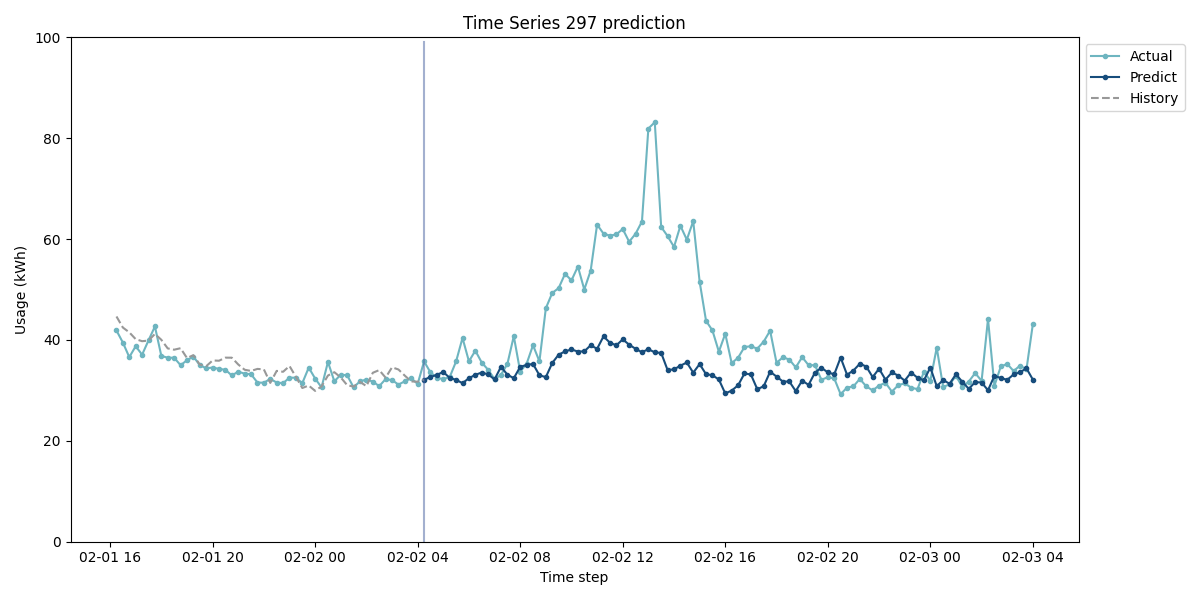 Time Series 297 prediction
100
80
60
40
20
0
Usage (kWh)
02-01 16
02-01 20
02-02 00
02-02 04
02-02 08
02-02 12
02-02 16
02-02 20
02-03 00
02-03 04
Time step
Actual
Predict
History